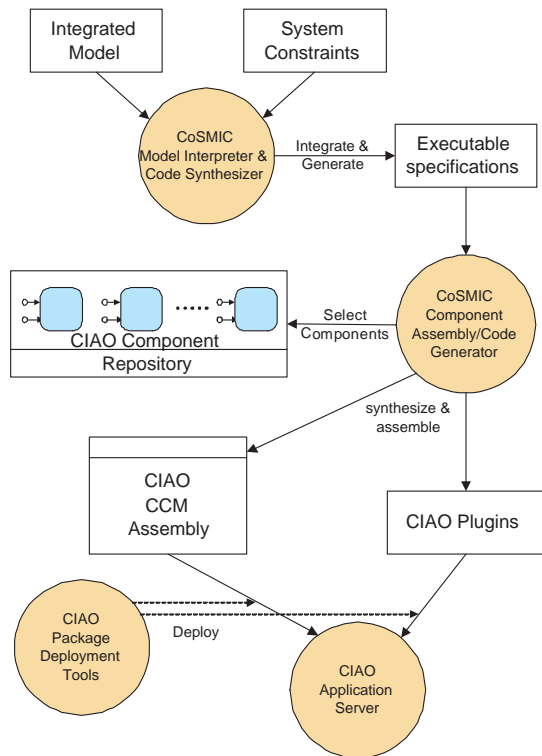 Integrated
Model
System
Constraints
CoSMIC
Model Interpreter &
Code Synthesizer
Integrate &
Generate
Executable
specifications
CIAO Component
Repository
Select
Components
CoSMIC
Component
Assembly/Code
Generator
synthesize &
assemble
CIAO
CCM
Assembly
CIAO Plugins
CIAO
Package
Deployment
Tools
Deploy
CIAO
Application
Server